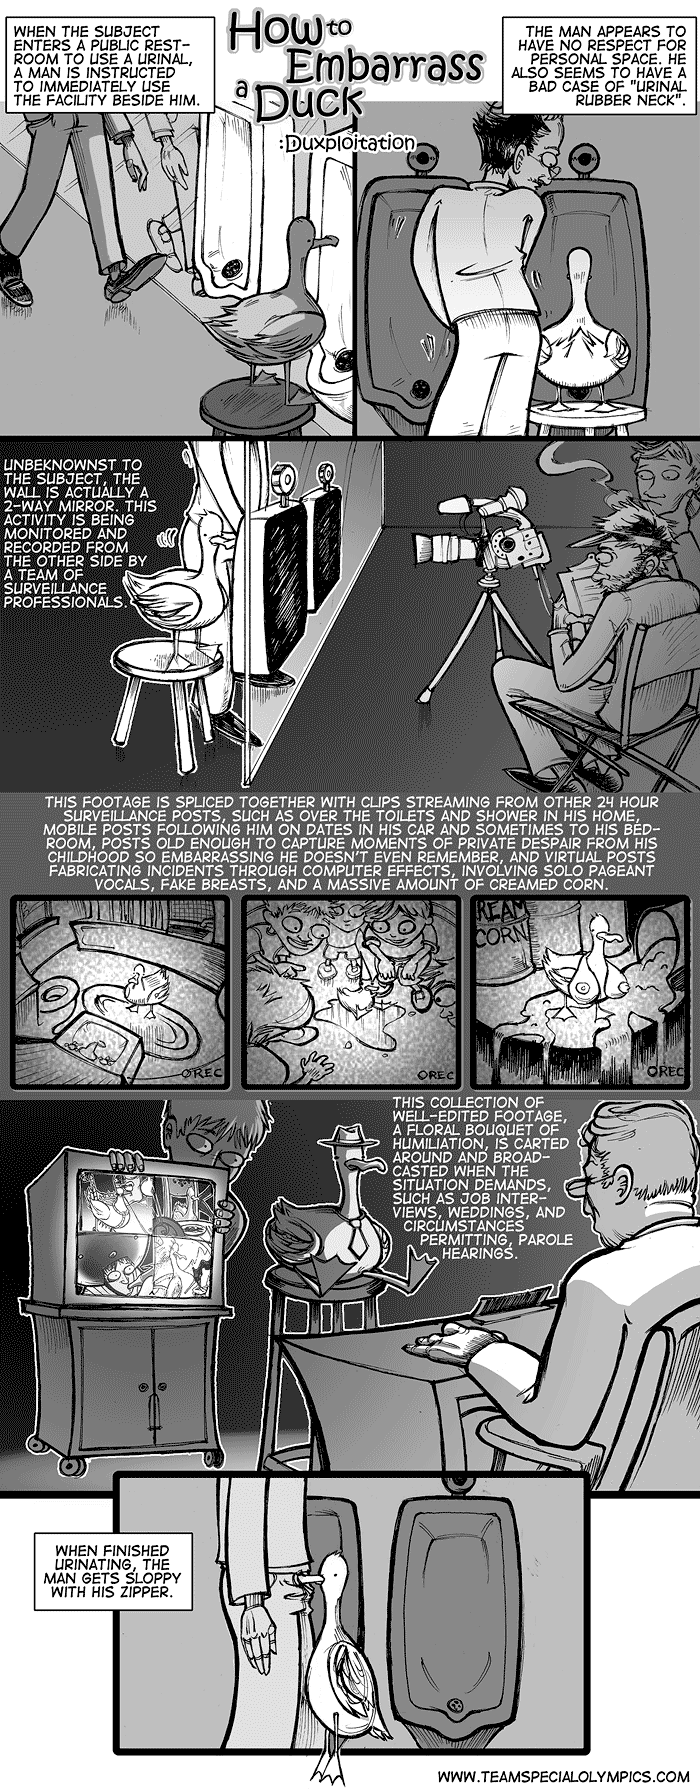 WHEN THE SUBJECT
ENTERS A PUBLIC REST-
ROOM TO USE A URINAL,
A MAN IS INSTRUCTED
TO IMMEDIATELY USE
THE FACILITY BESIDE HIM.
How to
Embarrass
a Duck
:Duxploitation
THE MAN APPEARS TO
HAVE NO RESPECT FOR
PERSONAL SPACE. HE
ALSO SEEMS TO HAVE A
BAD CASE OF "URINAL
RUBBER NECK".
UNBEKNOWNST TO
THE SUBJECT, THE
WALL IS ACTUALLY A
2-WAY MIRROR. THIS
ACTIVITY IS BEING
MONITORED AND
RECORDED FROM
THE OTHER SIDE BY
A TEAM OF
SURVEILLANCE
PROFESSIONALS.
THIS FOOTAGE IS SPLICED TOGETHER WITH CLIPS STREAMING FROM OTHER 24 HOUR
SURVEILLANCE POSTS, SUCH AS OVER THE TOILETS AND SHOWER IN HIS HOME,
MOBILE POSTS FOLLOWING HIM ON DATES IN HIS CAR AND SOMETIMES TO HIS BED-
ROOM, POSTS OLD ENOUGH TO CAPTURE MOMENTS OF PRIVATE DESPAIR FROM HIS
CHILDHOOD SO EMBARRASSING HE DOESN'T EVEN REMEMBER, AND VIRTUAL POSTS
FABRICATING INCIDENTS THROUGH COMPUTER EFFECTS, INVOLVING SOLO PAGEANT
VOCALS, FAKE BREASTS, AND A MASSIVE AMOUNT OF CREAMED CORN.
REC
REC
REAM
CORN
REC
THIS COLLECTION OF
WELL-EDITED FOOTAGE,
A FLORAL BOUQUET OF
HUMILIATION, IS CARTED
AROUND AND BROAD-
CASTED WHEN THE
SITUATION DEMANDS,
SUCH AS JOB INTER-
VIEWS, WEDDINGS, AND
CIRCUMSTANCES
PERMITTING, PAROLE
HEARINGS.
WHEN FINISHED
URINATING, THE
MAN GETS SLOPPY
WITH HIS ZIPPER.
WWW.TEAMSPECIALOLYMPICS.COM